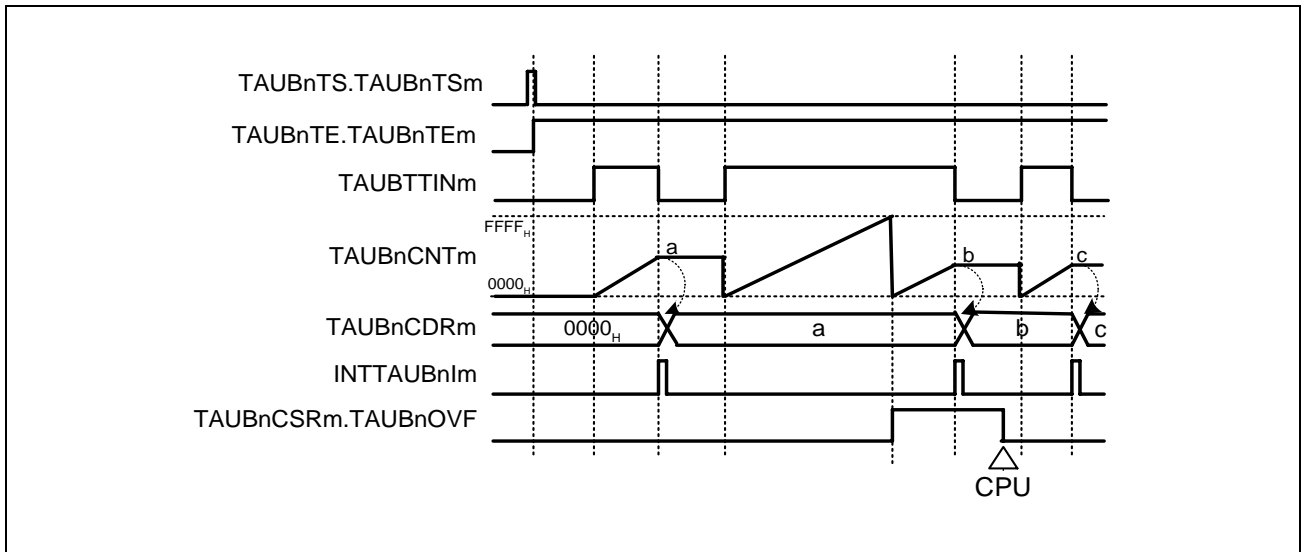 TAUBnTS.TAUBnTSm
TAUBnTE.TAUBnTEm
TAUBTTINm
FFFFH
TAUBnCNTm
a
b
c
0000H
TAUBnCDRm
0000H
a
b
c
INTTAUBnIm
TAUBnCSRm.TAUBnOVF
CPU